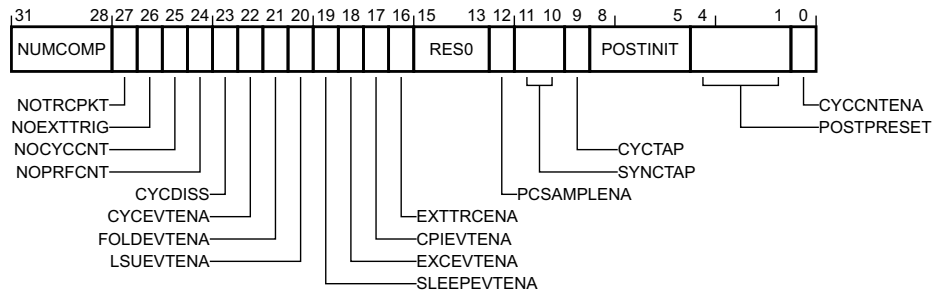 31 28 27 26 25 24 23 22 21 20 19 18 17 16 15 13 12 11 10 9 8 5 4 1 0
NUMCOMP RES0 POSTINIT
NOTRCPKT CYCCNTENA
NOEXTTRIG POSTPRESET
NOCYCCNT CYCTAP
NOPRFCNT SYNCTAP
CYCDISS PCSAMPLENA
CYCEVTENA EXTTRCENA
FOLDEVTENA CPIEVTENA
LSUEVTENA EXCEVTENA
SLEEPEVTENA